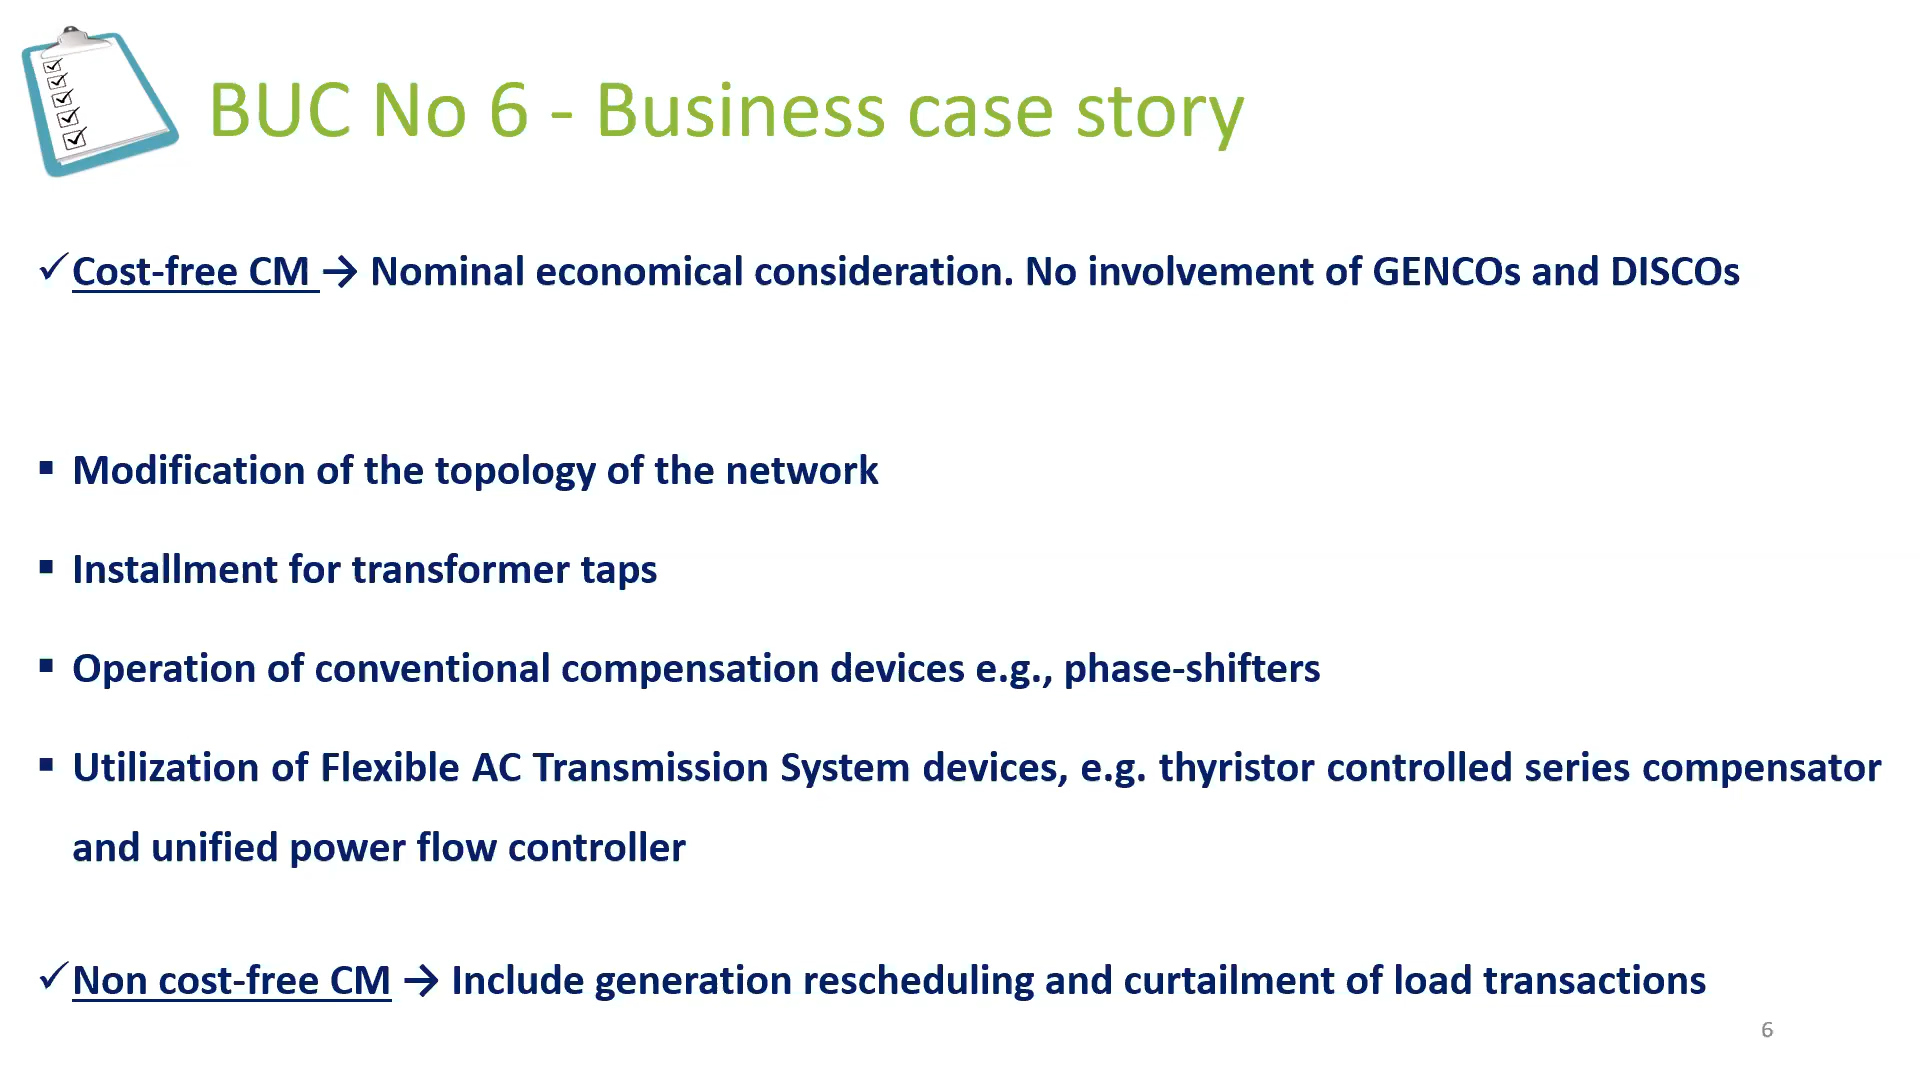 BUC No 6 - Business case story
✓Cost-free CM → Nominal economical consideration. No involvement of GENCOs and DISCOs
▪ Modification of the topology of the network
▪ Installment for transformer taps
▪ Operation of conventional compensation devices e.g., phase-shifters
▪ Utilization of Flexible AC Transmission System devices, e.g. thyristor controlled series compensator
and unified power flow controller
✓Non cost-free CM → Include generation rescheduling and curtailment of load transactions
6